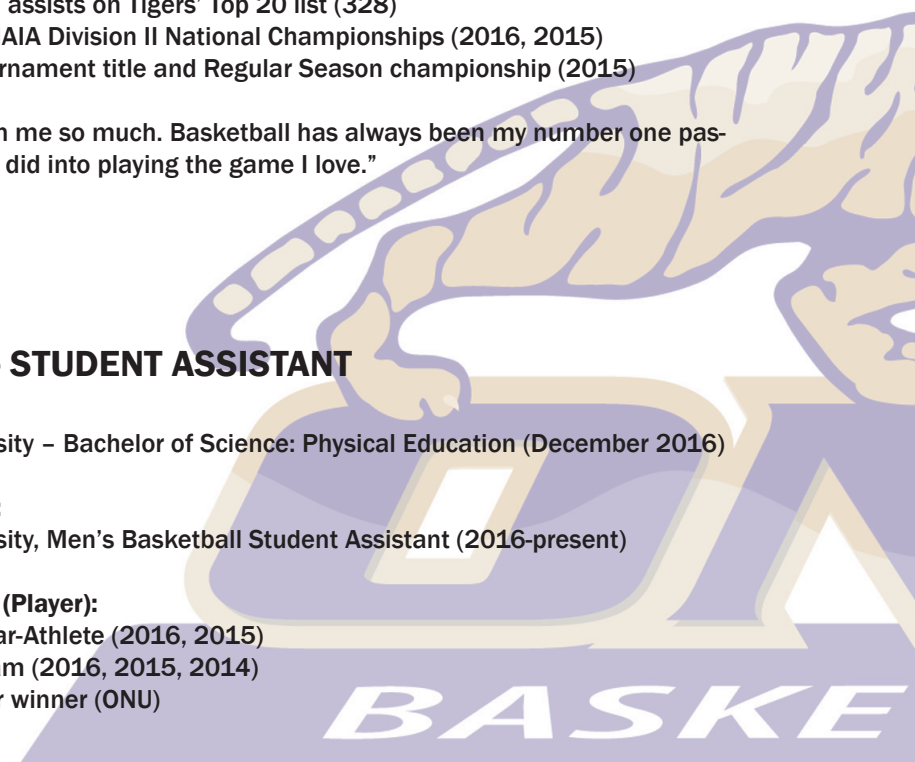 assists on Tigers’ Top 20 list (328)
AIA Division II National Championships (2016, 2015)
rnament title and Regular Season championship (2015)
n me so much. Basketball has always been my number one pas-
did into playing the game I love.”
STUDENT ASSISTANT
sity – Bachelor of Science: Physical Education (December 2016)
:
sity, Men’s Basketball Student Assistant (2016-present)
(Player):
ar-Athlete (2016, 2015)
am (2016, 2015, 2014)
r winner (ONU)
ON
BASKE